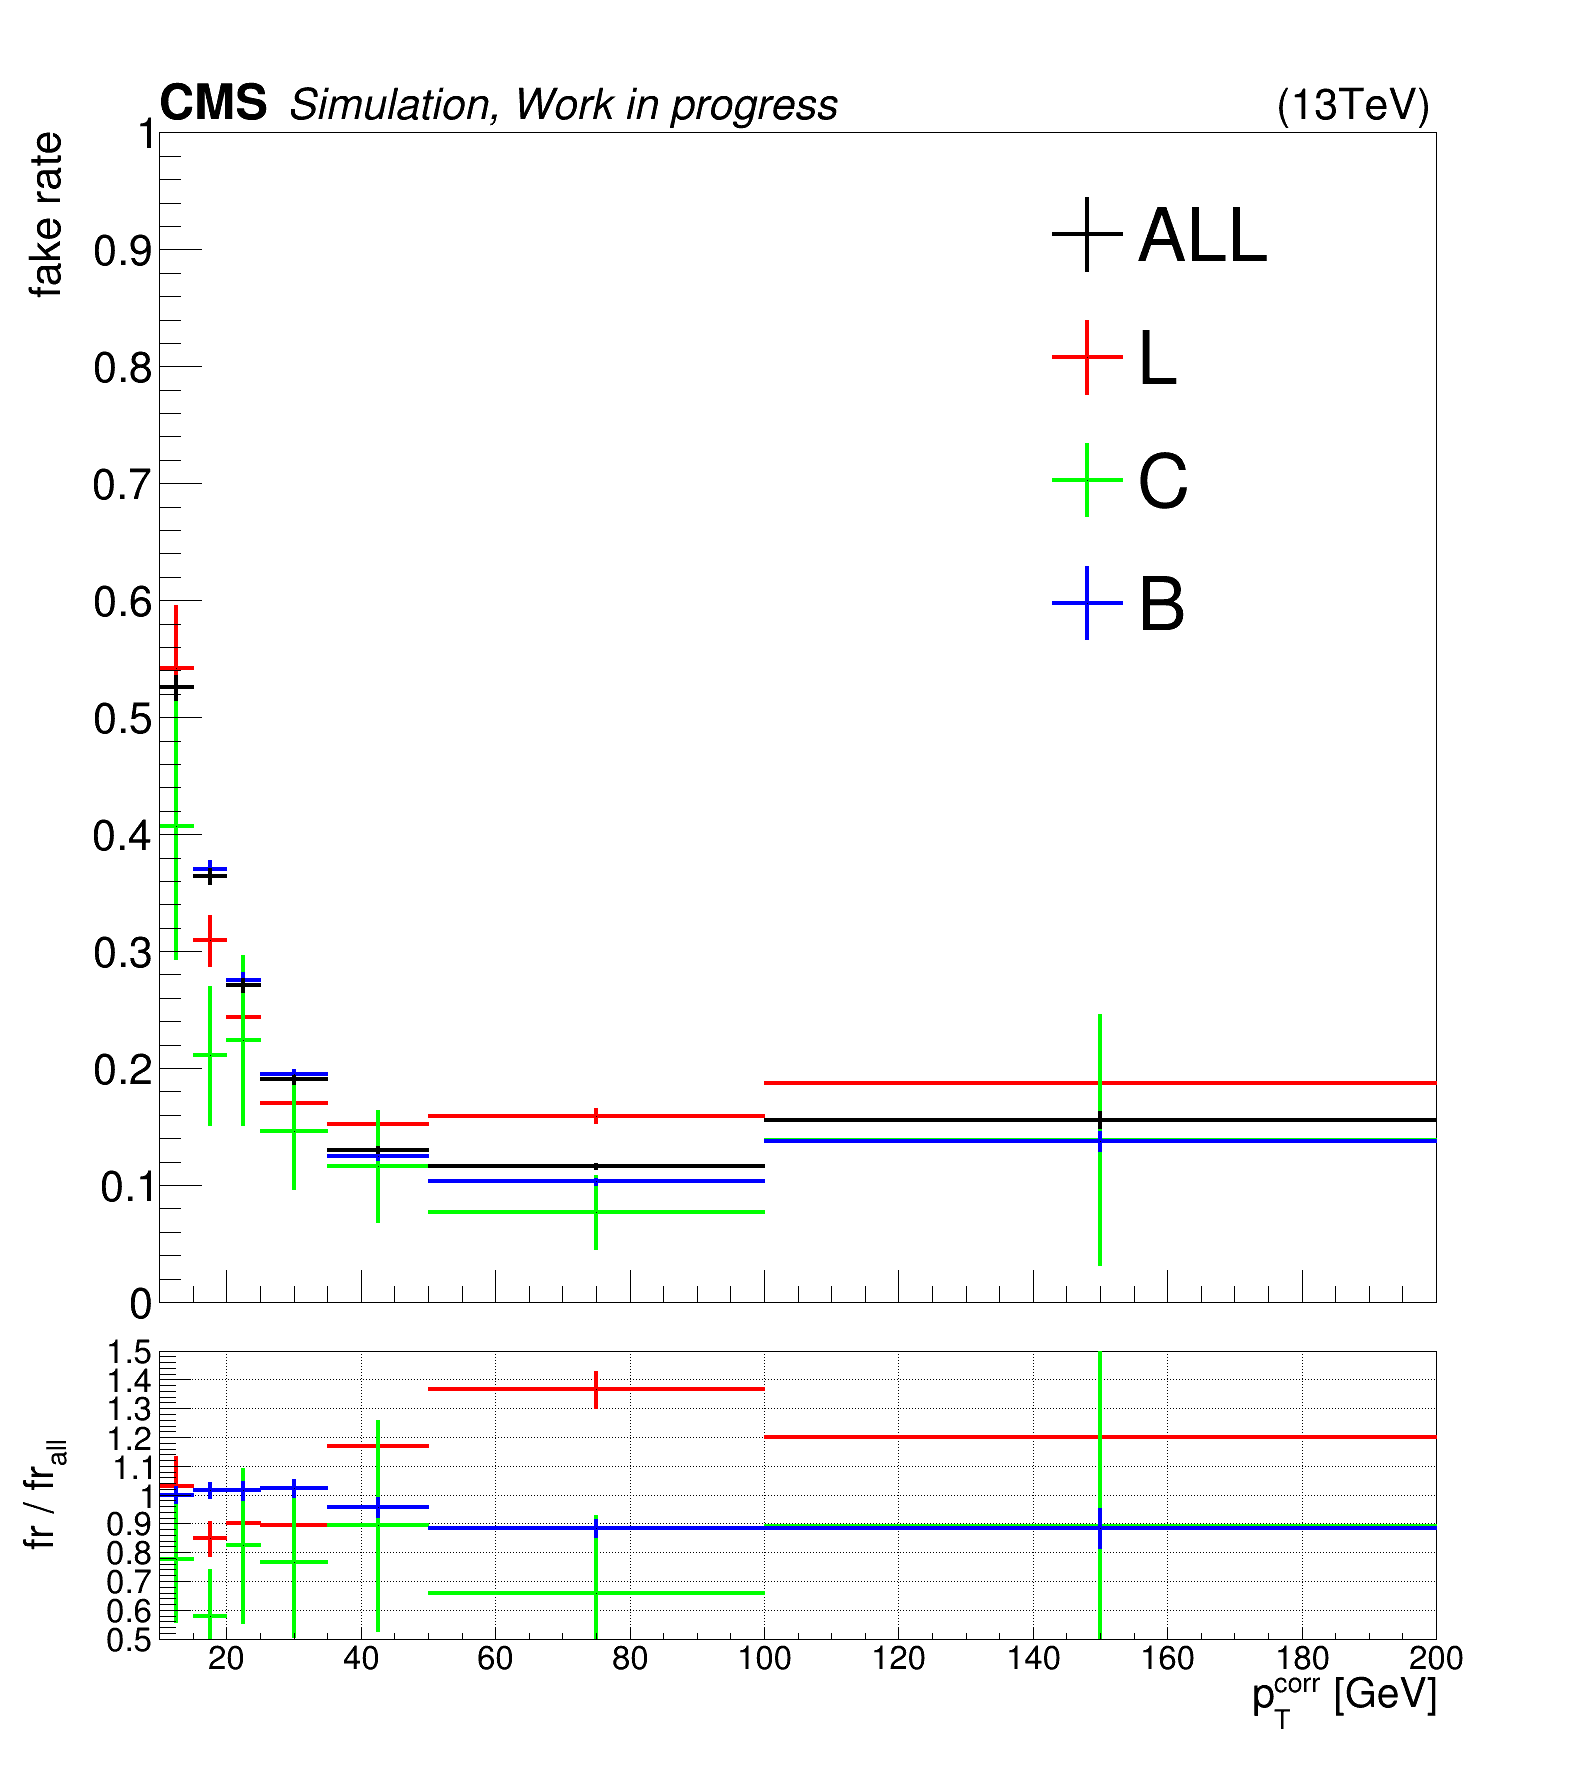 CMS Simulation, Work in progress (13TeV)
fake rate
1
0.9
0.8
0.7
0.6
0.5
0.4
0.3
0.2
0.1
0
ALL
L
C
B
fr / fr_all
1.5
1.4
1.3
1.2
1.1
1
0.9
0.8
0.7
0.6
0.5
20 40 60 80 100 120 140 160 180 200
p_T^corr [GeV]